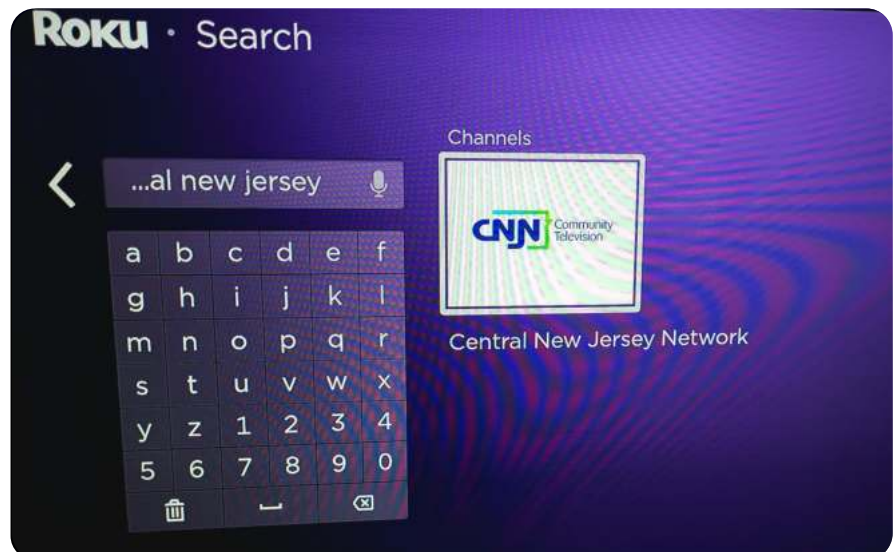 Roku · Search
Channels
...al new jersey
CNJN Community
Television
a b c d e f
g h i j k l
m n o p q r
s t u v w x
y z 1 2 3 4
5 6 7 8 9 0
Central New Jersey Network